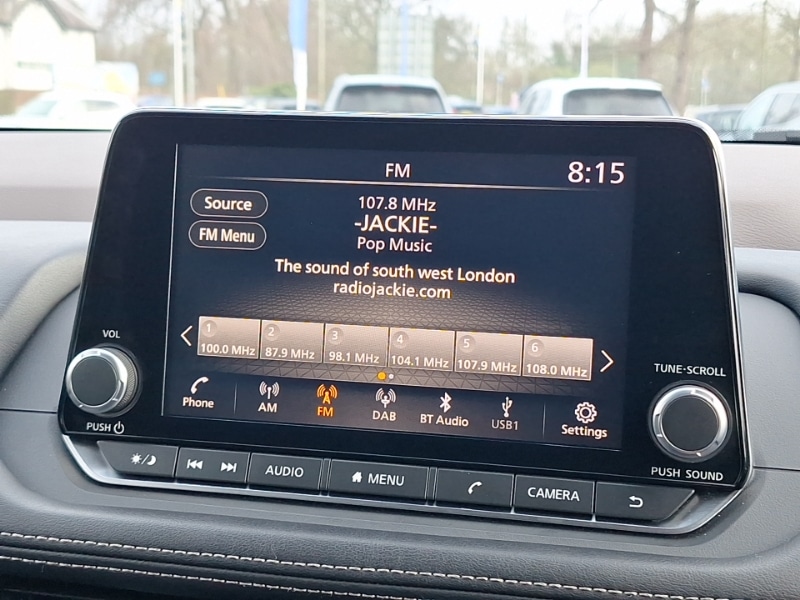 FM
8:15
Source
107.8 MHz
-JACKIE-
FM Menu
Pop Music
The sound of south west London
radiojackie.com
1 2 3 4 5 6
100.0 MHz 87.9 MHz 98.1 MHz 104.1 MHz 107.9 MHz 108.0 MHz
Phone AM FM DAB BT Audio USB1 Settings
VOL
PUSH
TUNE·SCROLL
PUSH SOUND
AUDIO MENU CAMERA